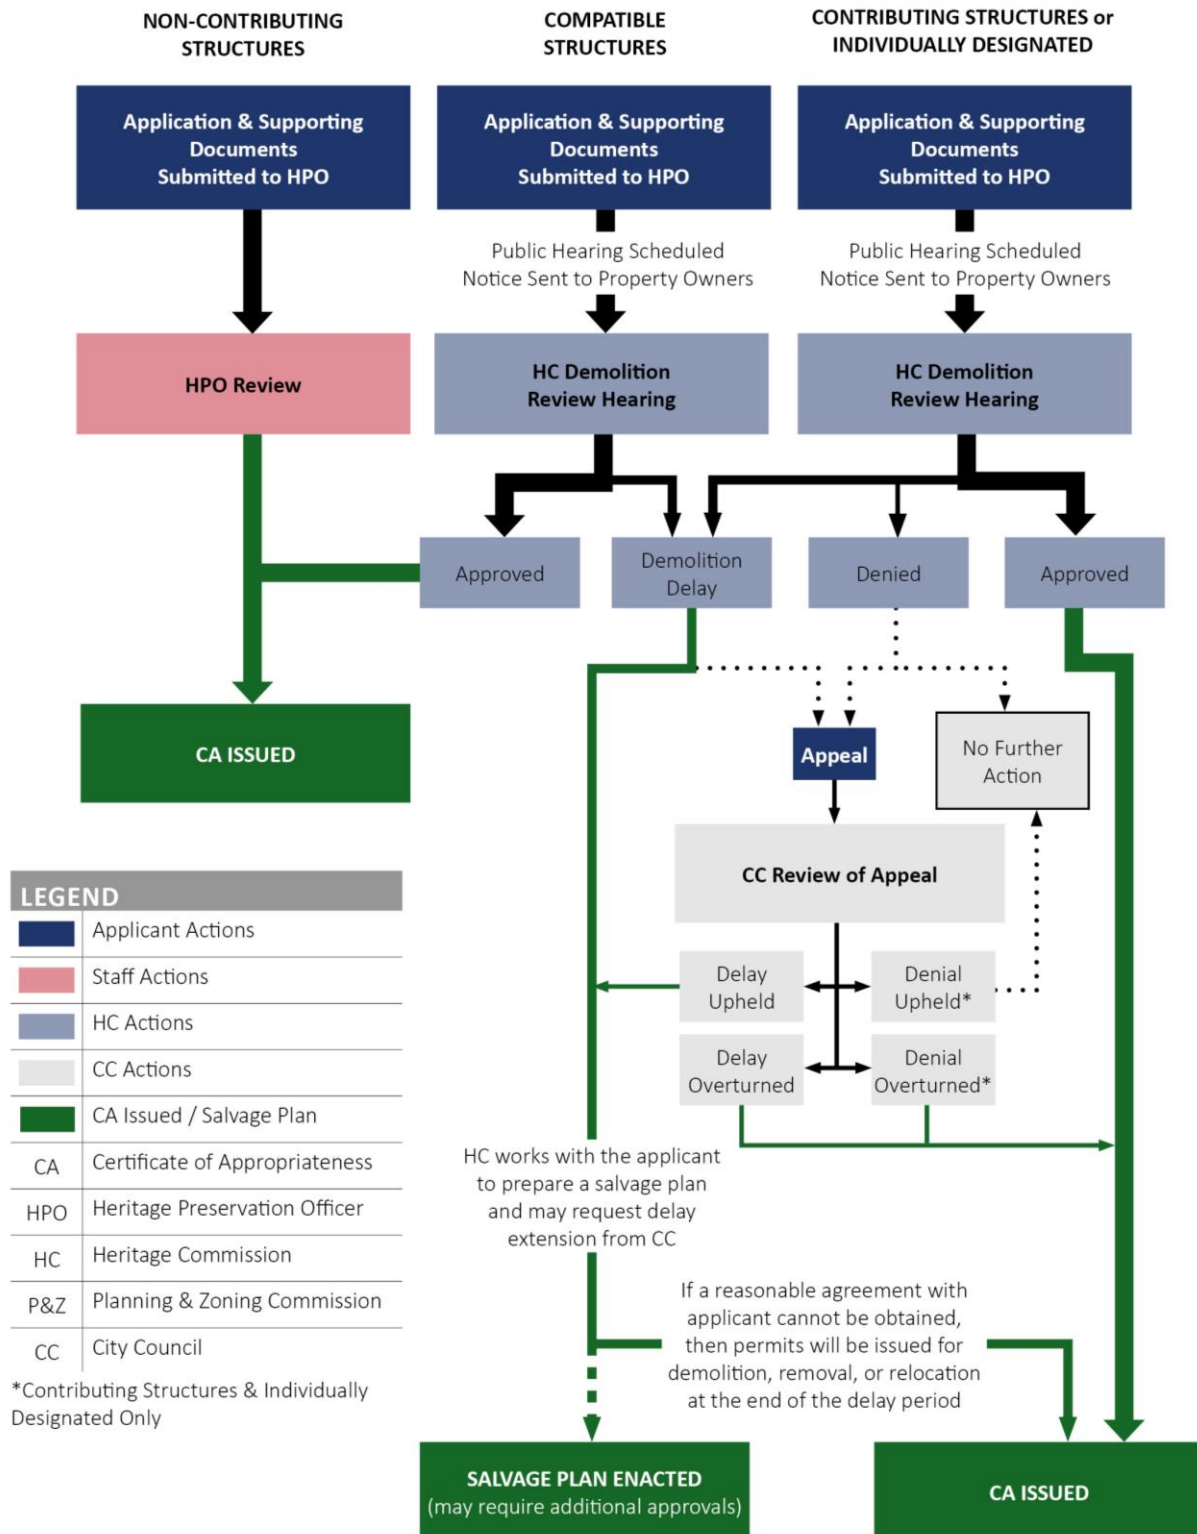 NON-CONTRIBUTING
STRUCTURES
COMPATIBLE
STRUCTURES
CONTRIBUTING STRUCTURES or
INDIVIDUALLY DESIGNATED
Application & Supporting
Documents
Submitted to HPO
Application & Supporting
Documents
Submitted to HPO
Application & Supporting
Documents
Submitted to HPO
Public Hearing Scheduled
Notice Sent to Property Owners
Public Hearing Scheduled
Notice Sent to Property Owners
HPO Review
HC Demolition
Review Hearing
HC Demolition
Review Hearing
Approved
Demolition
Delay
Denied
Approved
CA ISSUED
Appeal
No Further
Action
CC Review of Appeal
Delay
Upheld
Denial
Upheld*
Delay
Overturned
Denial
Overturned*
LEGEND
Applicant Actions
Staff Actions
HC Actions
CC Actions
CA Issued / Salvage Plan
CA Certificate of Appropriateness
HPO Heritage Preservation Officer
HC Heritage Commission
P&Z Planning & Zoning Commission
CC City Council
*Contributing Structures & Individually
Designated Only
HC works with the applicant
to prepare a salvage plan
and may request delay
extension from CC
If a reasonable agreement with
applicant cannot be obtained,
then permits will be issued for
demolition, removal, or relocation
at the end of the delay period
SALVAGE PLAN ENACTED
(may require additional approvals)
CA ISSUED